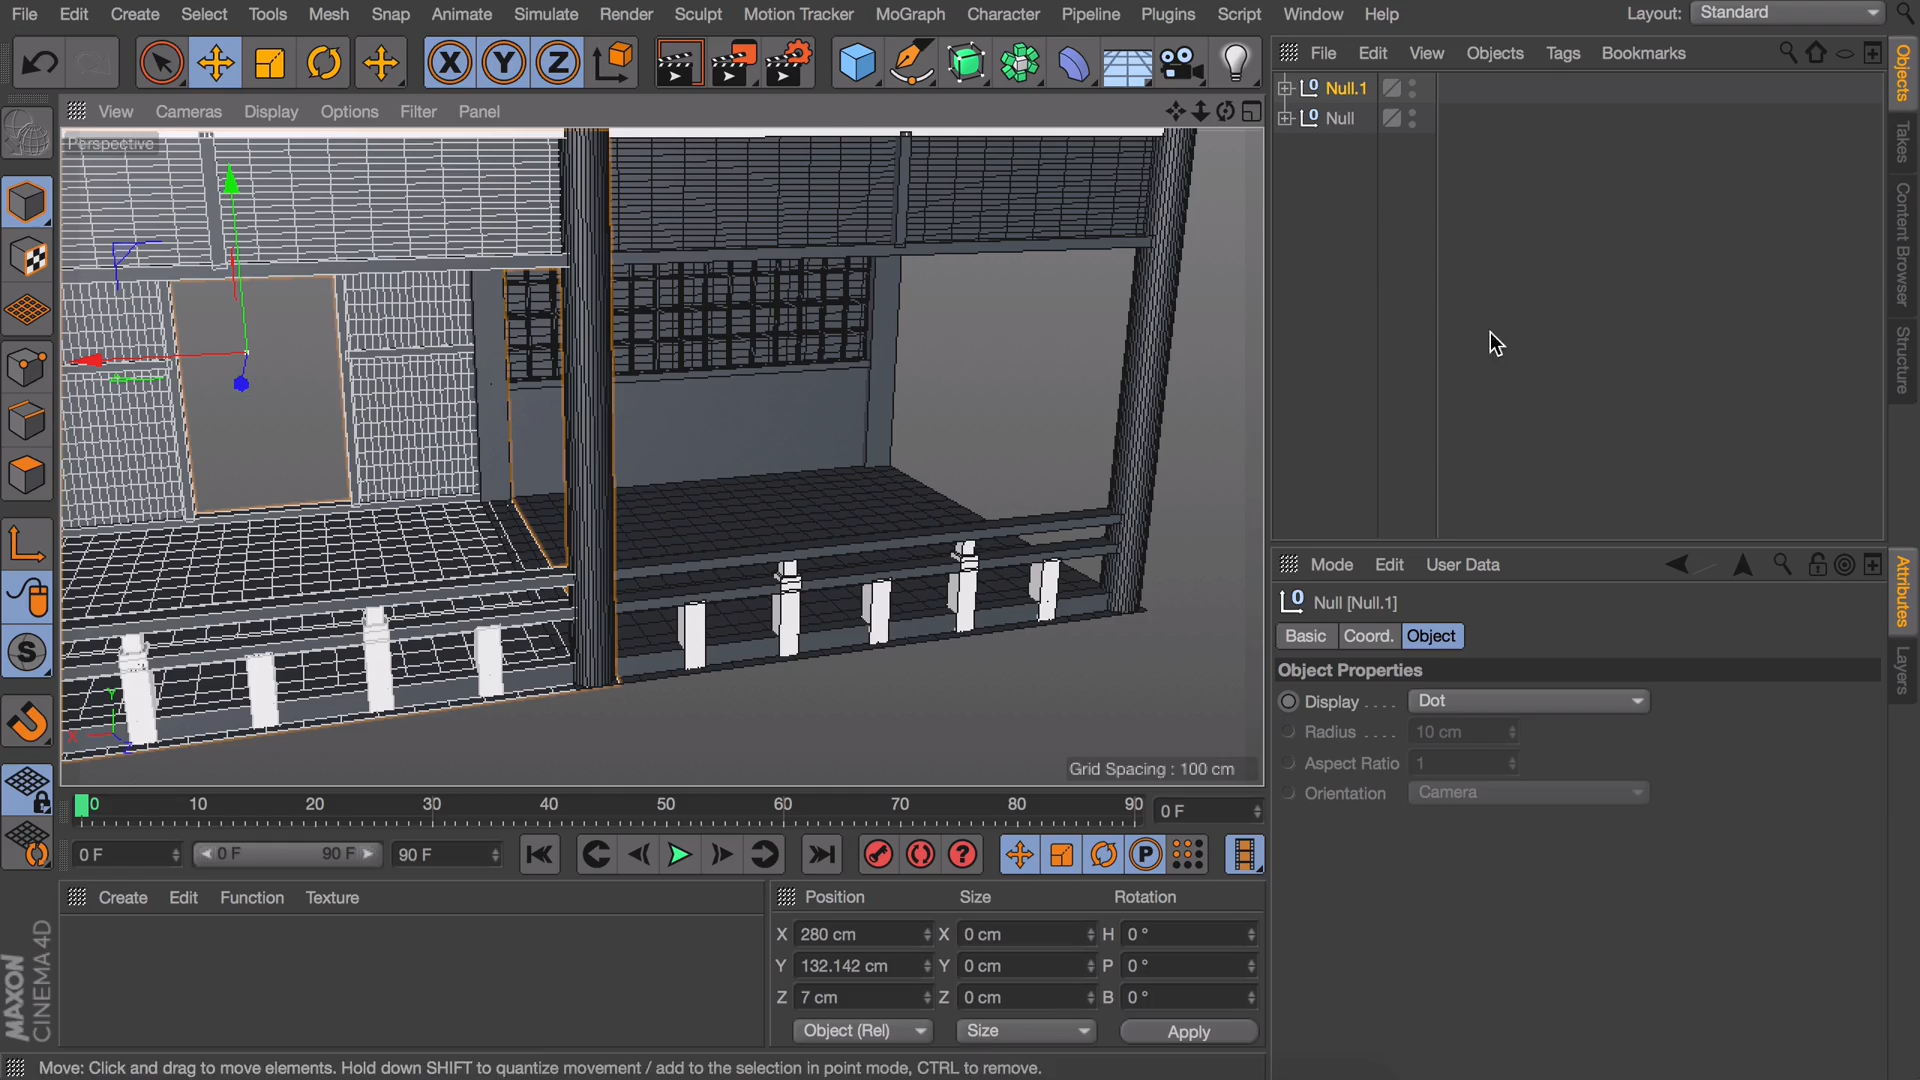 File Edit Create Select Tools Mesh Snap Animate Simulate Render Sculpt Motion Tracker MoGraph Character Pipeline Plugins Script Window Help Layout: Standard
File Edit View Objects Tags Bookmarks
View Cameras Display Options Filter Panel
Null.1
Null
Perspective
Objects
Takes
Content Browser
Structure
Mode Edit User Data
Null [Null.1]
Basic Coord. Object
Object Properties
Display Dot
Radius 10 cm
Aspect Ratio 1
Orientation Camera
Attributes
Layers
Y
X
Z
Grid Spacing : 100 cm
0 10 20 30 40 50 60 70 80 90 0 F
0 F 0 F 90 F 90 F
Create Edit Function Texture
Position Size Rotation
X 280 cm X 0 cm H 0 °
Y 132.142 cm Y 0 cm P 0 °
Z 7 cm Z 0 cm B 0 °
Object (Rel) Size Apply
MAXON
CINEMA 4D
Move: Click and drag to move elements. Hold down SHIFT to quantize movement / add to the selection in point mode, CTRL to remove.